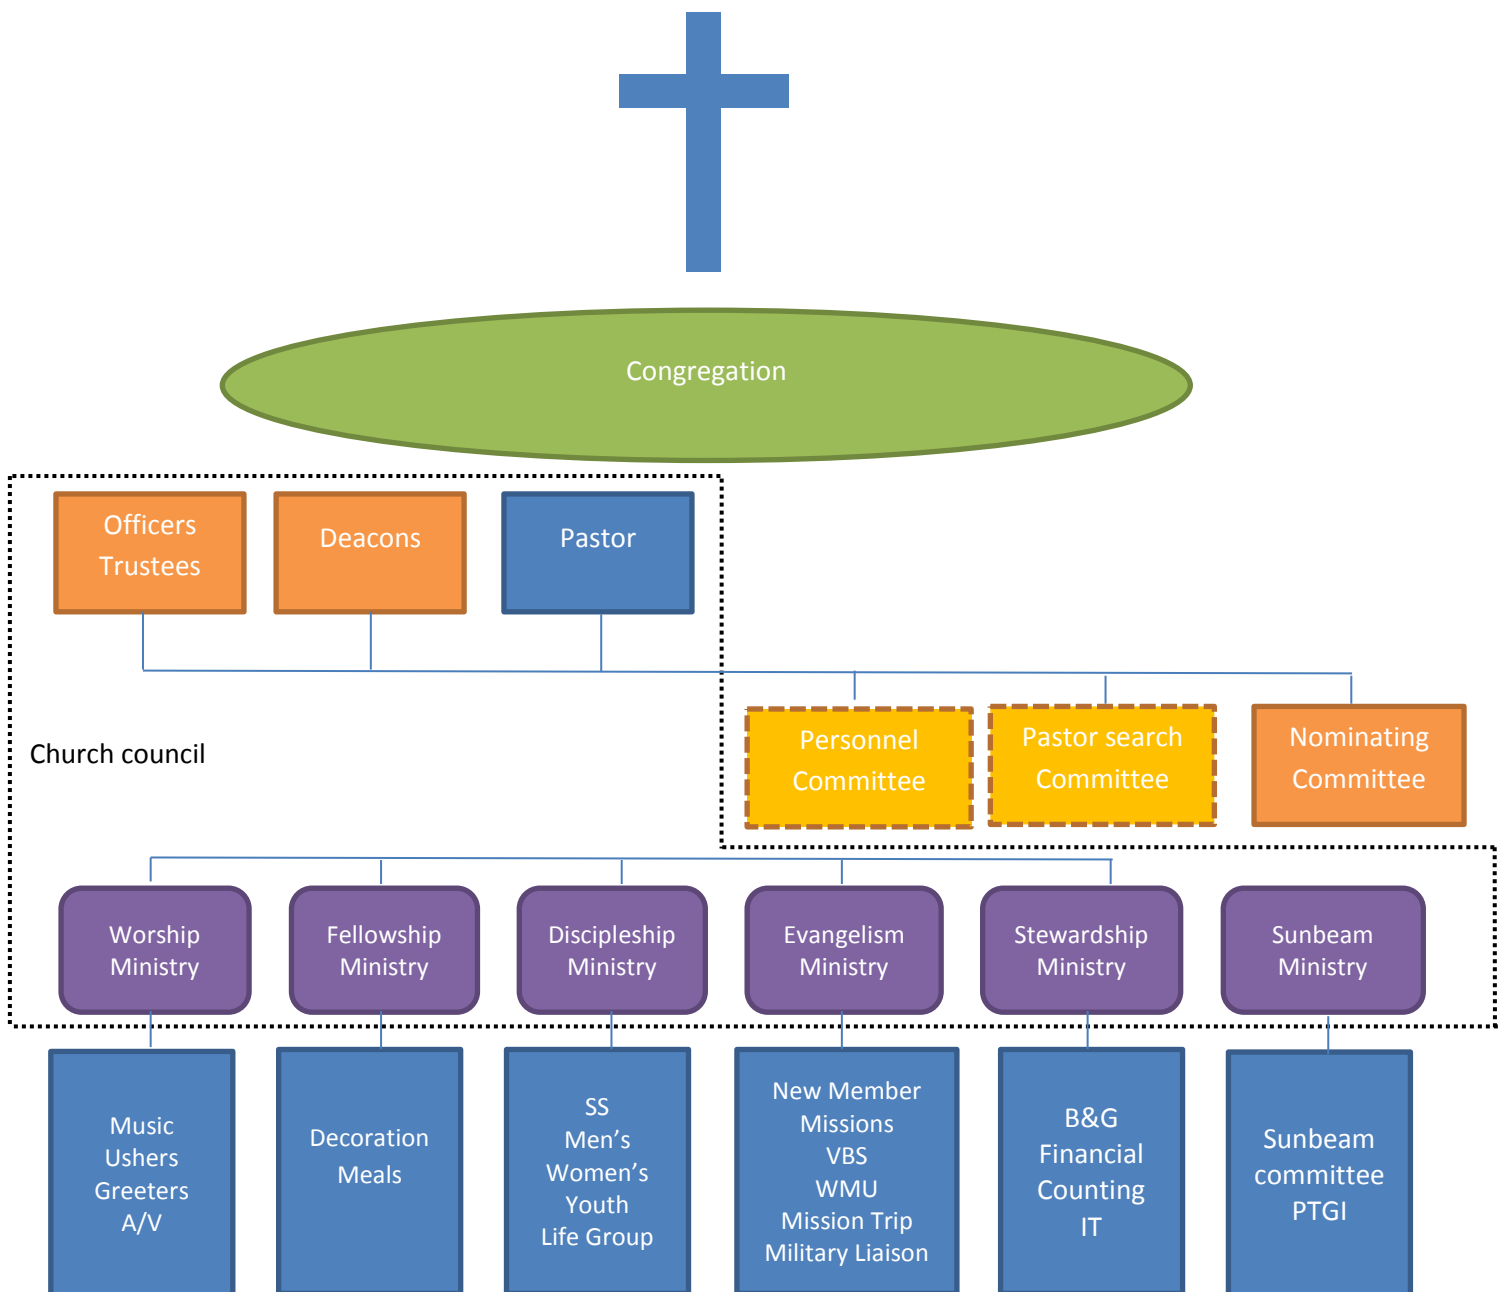 Congregation
Officers
Trustees
Deacons
Pastor
Church council
Personnel
Committee
Pastor search
Committee
Nominating
Committee
Worship
Ministry
Fellowship
Ministry
Discipleship
Ministry
Evangelism
Ministry
Stewardship
Ministry
Sunbeam
Ministry
Music
Ushers
Greeters
A/V
Decoration
Meals
SS
Men’s
Women’s
Youth
Life Group
New Member
Missions
VBS
WMU
Mission Trip
Military Liaison
B&G
Financial
Counting
IT
Sunbeam
committee
PTGI